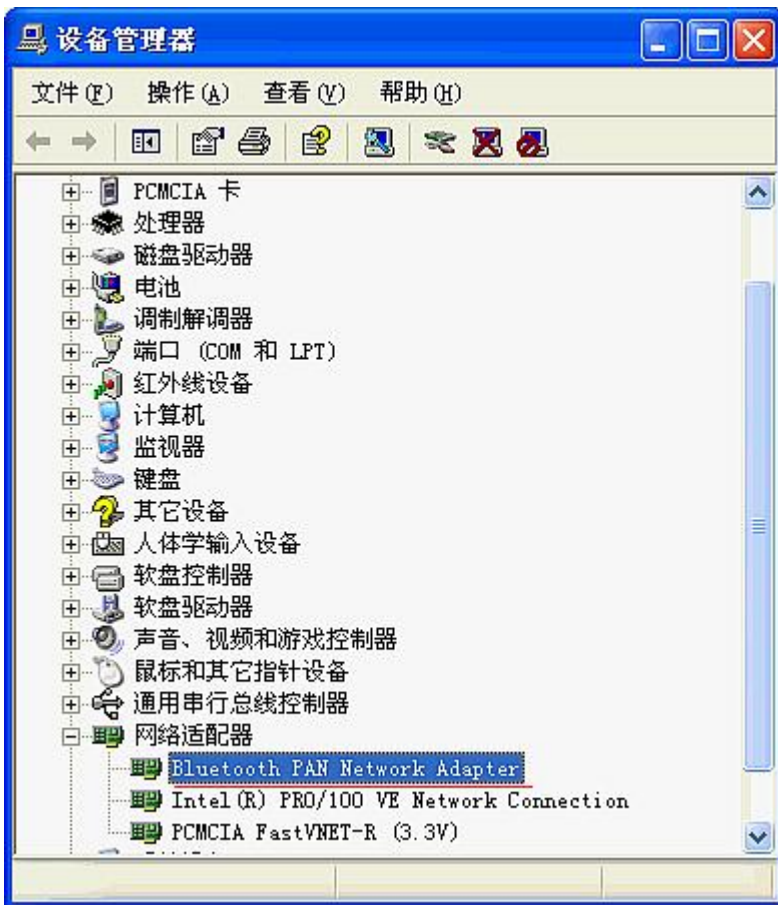 设备管理器
文件(F) 操作(A) 查看(V) 帮助(H)
PCMCIA 卡
处理器
磁盘驱动器
电池
调制解调器
端口 (COM 和 LPT)
红外线设备
计算机
监视器
键盘
其它设备
人体学输入设备
软盘控制器
软盘驱动器
声音、视频和游戏控制器
鼠标和其它指针设备
通用串行总线控制器
网络适配器
Bluetooth PAN Network Adapter
Intel(R) PRO/100 VE Network Connection
PCMCIA FastVNET-R (3.3V)